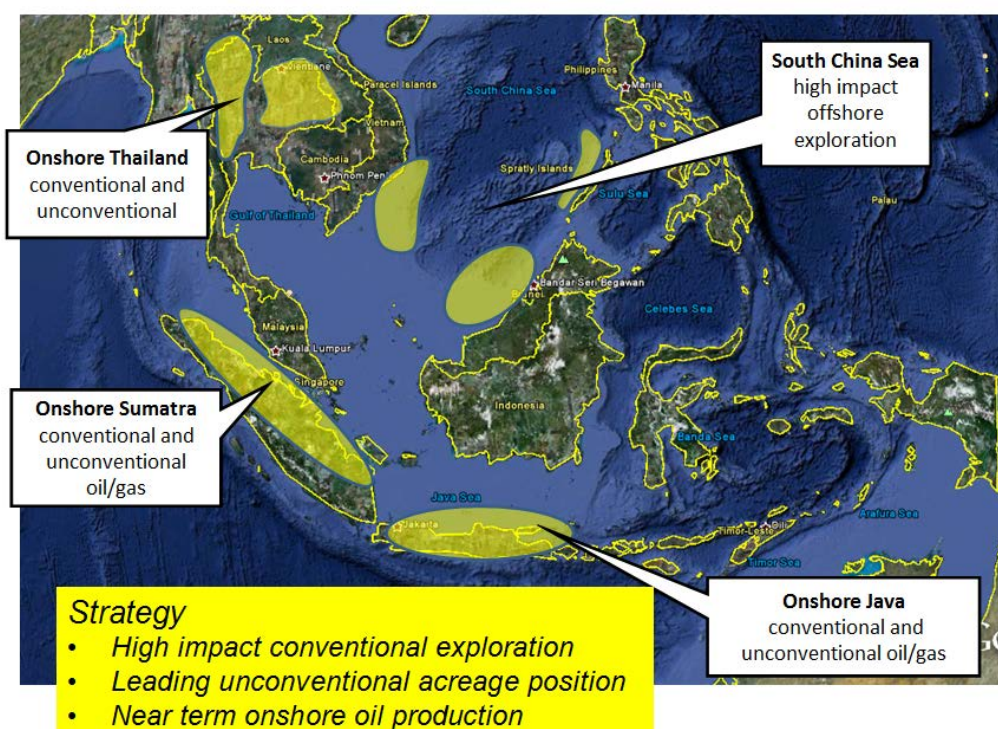 Laos
Vientiane
Philippines
Manila
South China Sea
Paracel Islands
Vietnam
South China Sea
high impact
offshore
exploration
Onshore Thailand
conventional and
unconventional
Cambodia
Phnom Penh
Gulf of Thailand
Spratly Islands
Sulu Sea
Palau
Bandar Seri Begawan
Brunei
Celebes Sea
Malaysia
Kuala Lumpur
Singapore
Indonesia
Banda Sea
Onshore Sumatra
conventional and
unconventional
oil/gas
Java Sea
Jakarta
Timor-Leste
Dili
Arafura Sea
Timor Sea
Onshore Java
conventional and
unconventional oil/gas
Strategy
• High impact conventional exploration
• Leading unconventional acreage position
• Near term onshore oil production